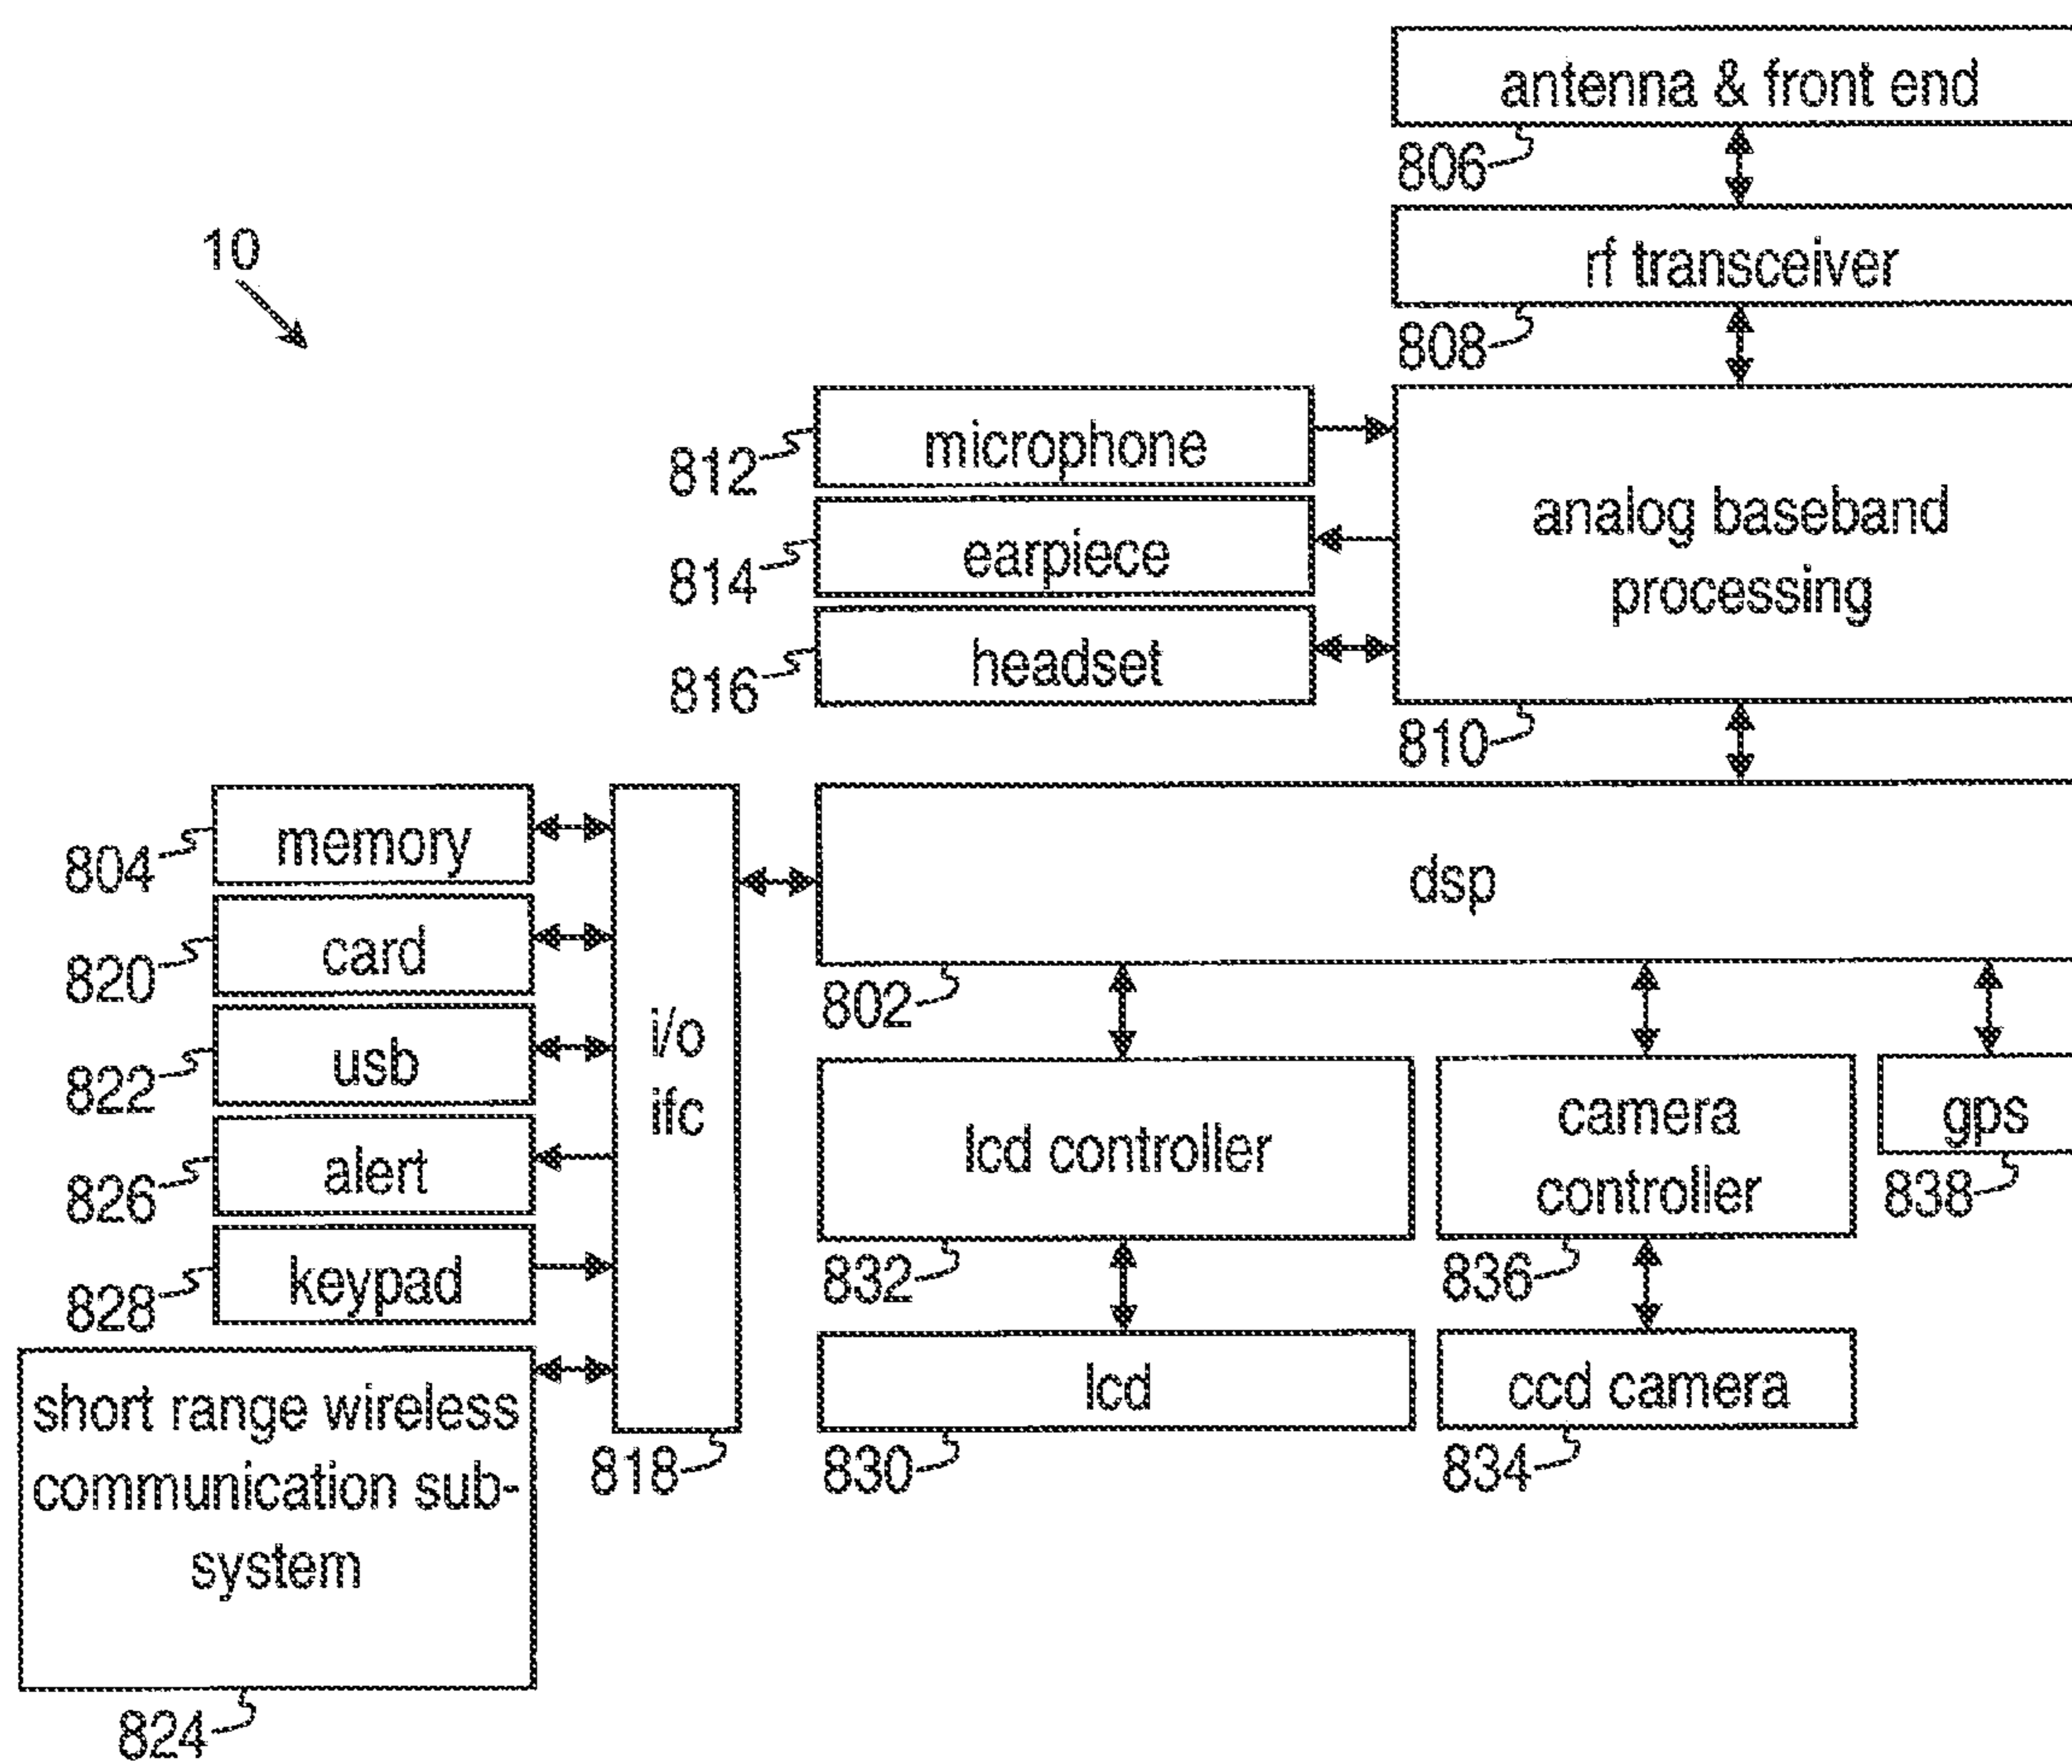 antenna & front end
806
10
rf transceiver
808
microphone
812
analog baseband
processing
earpiece
814
headset
816
810
memory
804
dsp
card
820
802
i/o
ifc
usb
822
lcd controller
camera
controller
gps
838
alert
826
keypad
828
832
836
short range wireless
communication sub-
system
lcd
ccd camera
818
830
834
824